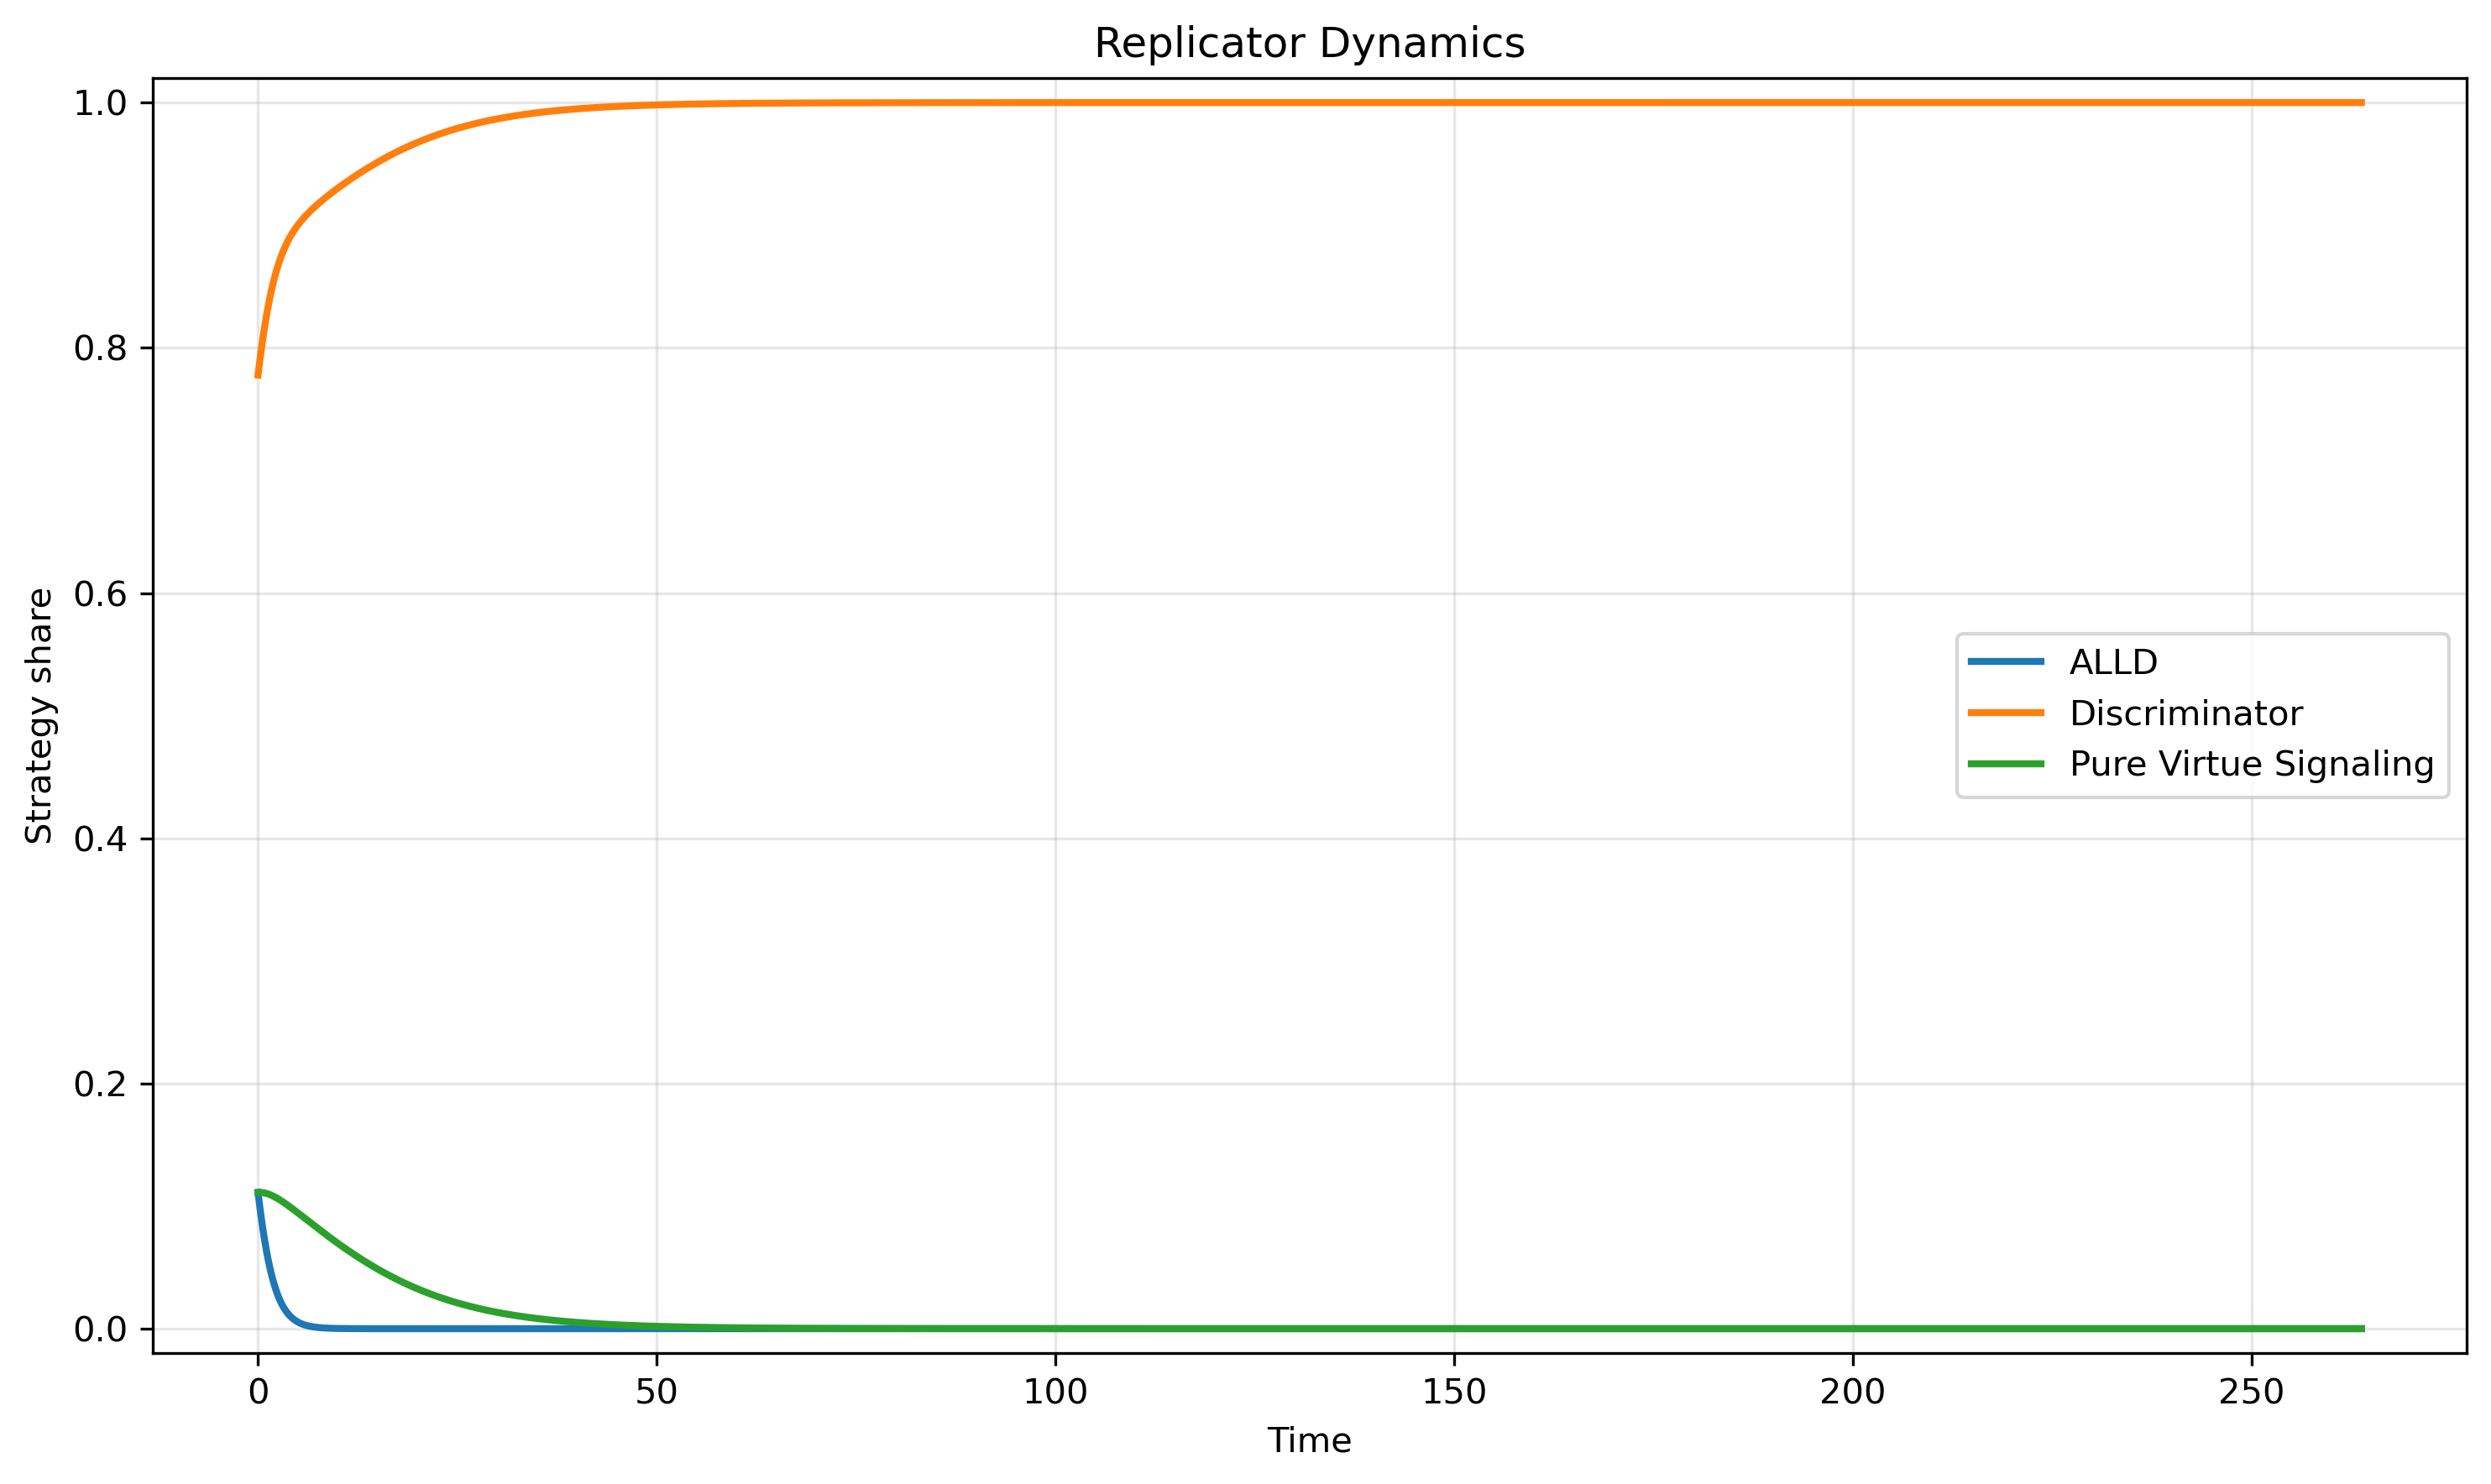 Replicator Dynamics
1.0
0.8
0.6
0.4
0.2
0.0
Strategy share
ALLD
Discriminator
Pure Virtue Signaling
0 50 100 150 200 250
Time